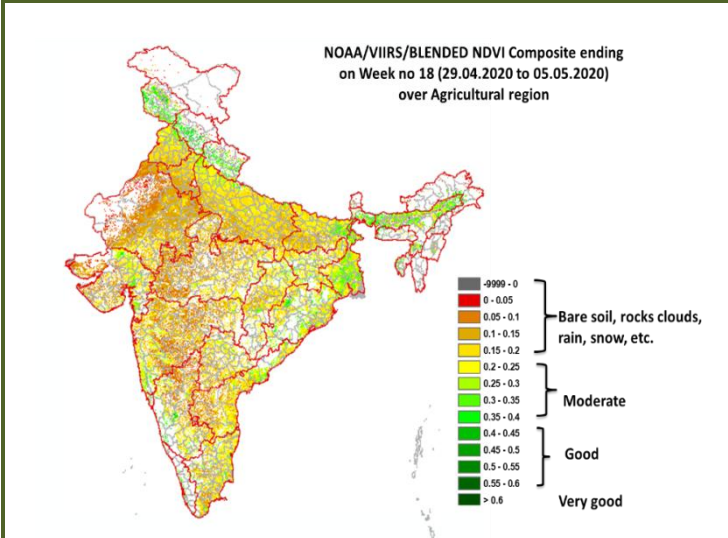 NOAA/VIIRS/BLENDED NDVI Composite ending
on Week no 18 (29.04.2020 to 05.05.2020)
over Agricultural region
-9999 - 0
0 - 0.05
0.05 - 0.1
0.1 - 0.15
0.15 - 0.2
0.2 - 0.25
0.25 - 0.3
0.3 - 0.35
0.35 - 0.4
0.4 - 0.45
0.45 - 0.5
0.5 - 0.55
0.55 - 0.6
> 0.6
Bare soil, rocks clouds,
rain, snow, etc.
Moderate
Good
Very good